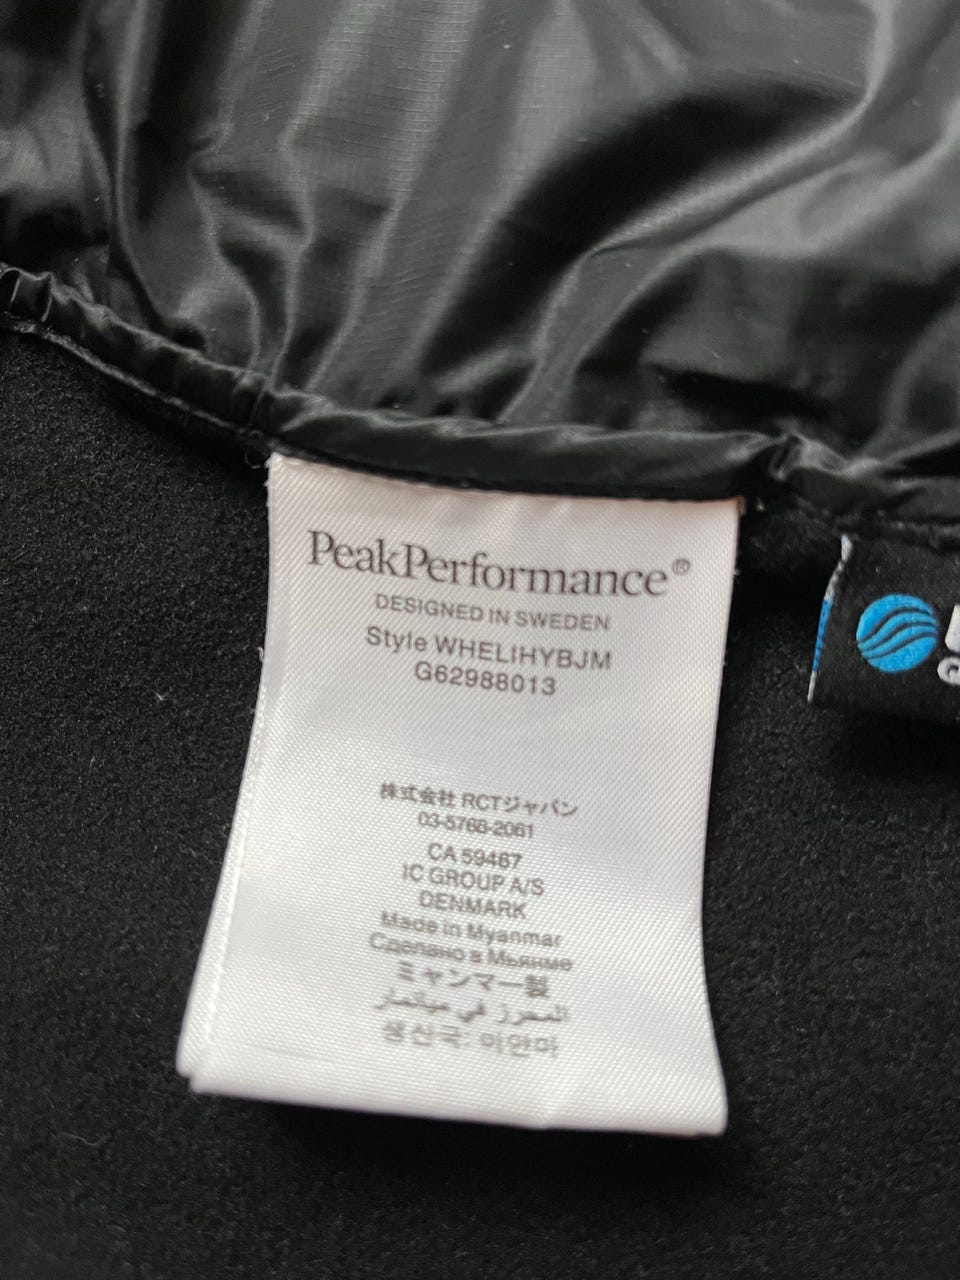 PeakPerformance®
DESIGNED IN SWEDEN
Style WHELIHYBJM
G62988013
株式会社 RCTジャパン
03-5768-2061
CA 59467
IC GROUP A/S
DENMARK
Made in Myanmar
Сделано в Мьянме
ミャンマー製
في ميانمار
생산국: 미얀마